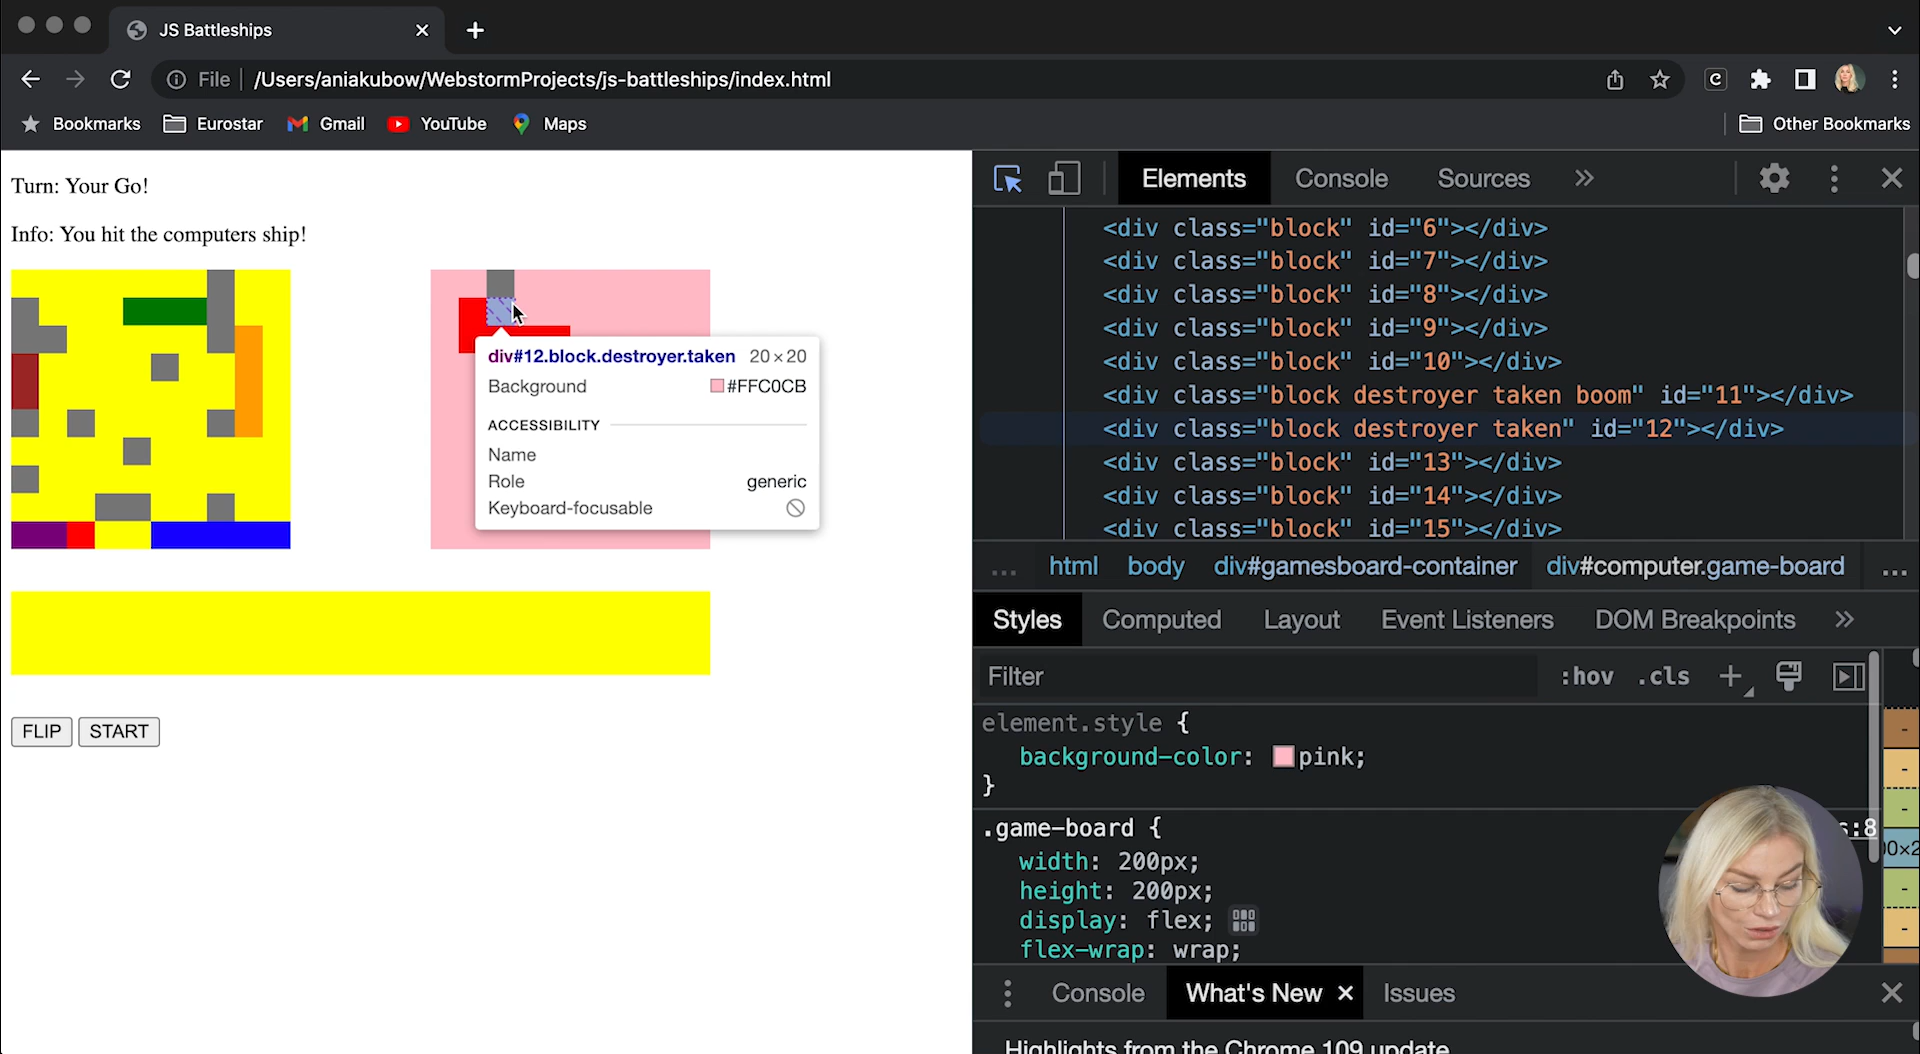 JS Battleships
File /Users/aniakubow/WebstormProjects/js-battleships/index.html
Bookmarks Eurostar Gmail YouTube Maps Other Bookmarks
Turn: Your Go!
Info: You hit the computers ship!
div#12.block.destroyer.taken 20 × 20
Background #FFC0CB
ACCESSIBILITY
Name
Role generic
Keyboard-focusable
FLIP START
Elements Console Sources
<div class="block" id="6"></div>
<div class="block" id="7"></div>
<div class="block" id="8"></div>
<div class="block" id="9"></div>
<div class="block" id="10"></div>
<div class="block destroyer taken boom" id="11"></div>
<div class="block destroyer taken" id="12"></div>
<div class="block" id="13"></div>
<div class="block" id="14"></div>
<div class="block" id="15"></div>
... html body div#gamesboard-container div#computer.game-board ...
Styles Computed Layout Event Listeners DOM Breakpoints
Filter :hov .cls
element.style {
background-color: pink;
}
.game-board { s:8
width: 200px;
height: 200px;
display: flex;
flex-wrap: wrap;
Console What's New Issues
Highlights from the Chrome 109 update